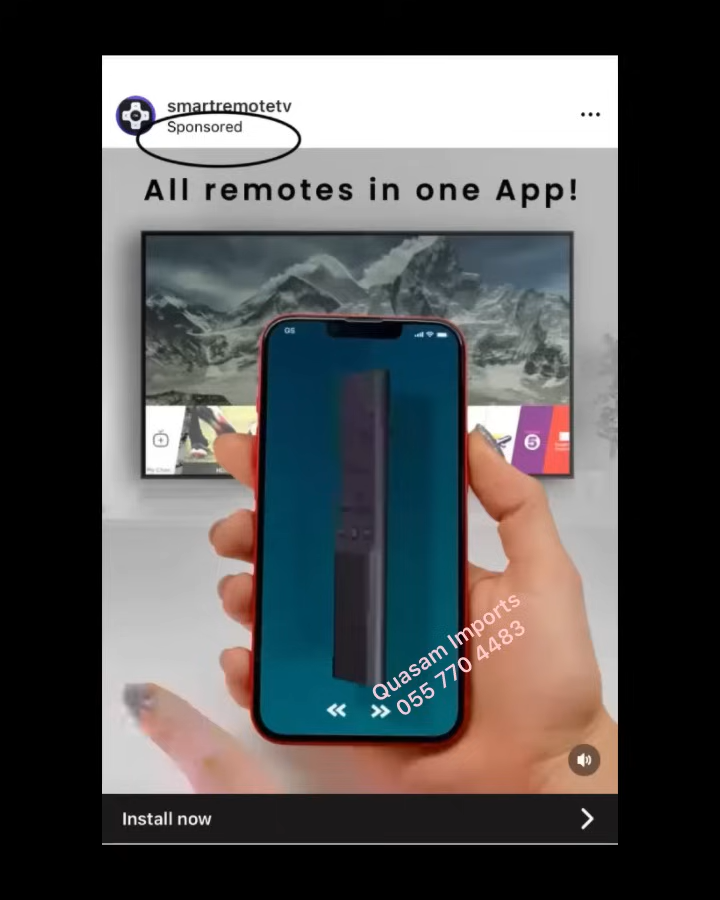 smartremotetv
Sponsored
All remotes in one App!
Quasam Imports
055 770 4483
Install now